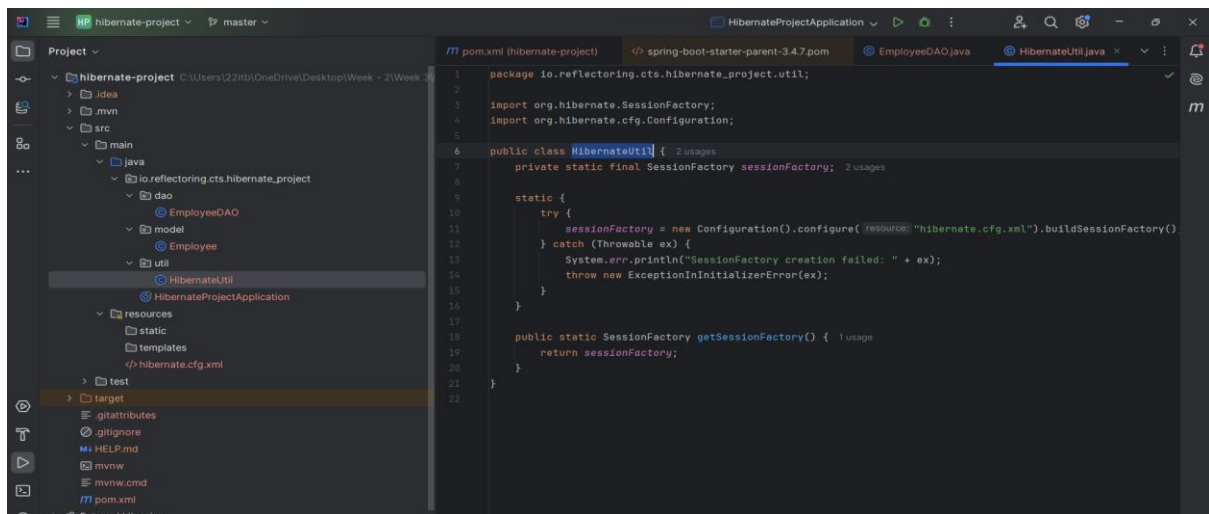 HP hibernate-project master HibernateProjectApplication
Project
pom.xml (hibernate-project) spring-boot-starter-parent-3.4.7.pom EmployeeDAO.java HibernateUtil.java
hibernate-project C:\Users\22itb\OneDrive\Desktop\Week - 2\Week 3\
.idea
.mvn
src
main
java
io.reflectoring.cts.hibernate_project
dao
EmployeeDAO
model
Employee
util
HibernateUtil
HibernateProjectApplication
resources
static
templates
hibernate.cfg.xml
test
target
.gitattributes
.gitignore
M↓ HELP.md
mvnw
mvnw.cmd
pom.xml
1 package io.reflectoring.cts.hibernate_project.util;
2
3 import org.hibernate.SessionFactory;
4 import org.hibernate.cfg.Configuration;
5
6 public class HibernateUtil { 2 usages
7 private static final SessionFactory sessionFactory; 2 usages
8
9 static {
10 try {
11 sessionFactory = new Configuration().configure( resource: "hibernate.cfg.xml").buildSessionFactory()
12 } catch (Throwable ex) {
13 System.err.println("SessionFactory creation failed: " + ex);
14 throw new ExceptionInInitializerError(ex);
15 }
16 }
17
18 public static SessionFactory getSessionFactory() { 1 usage
19 return sessionFactory;
20 }
21 }
22